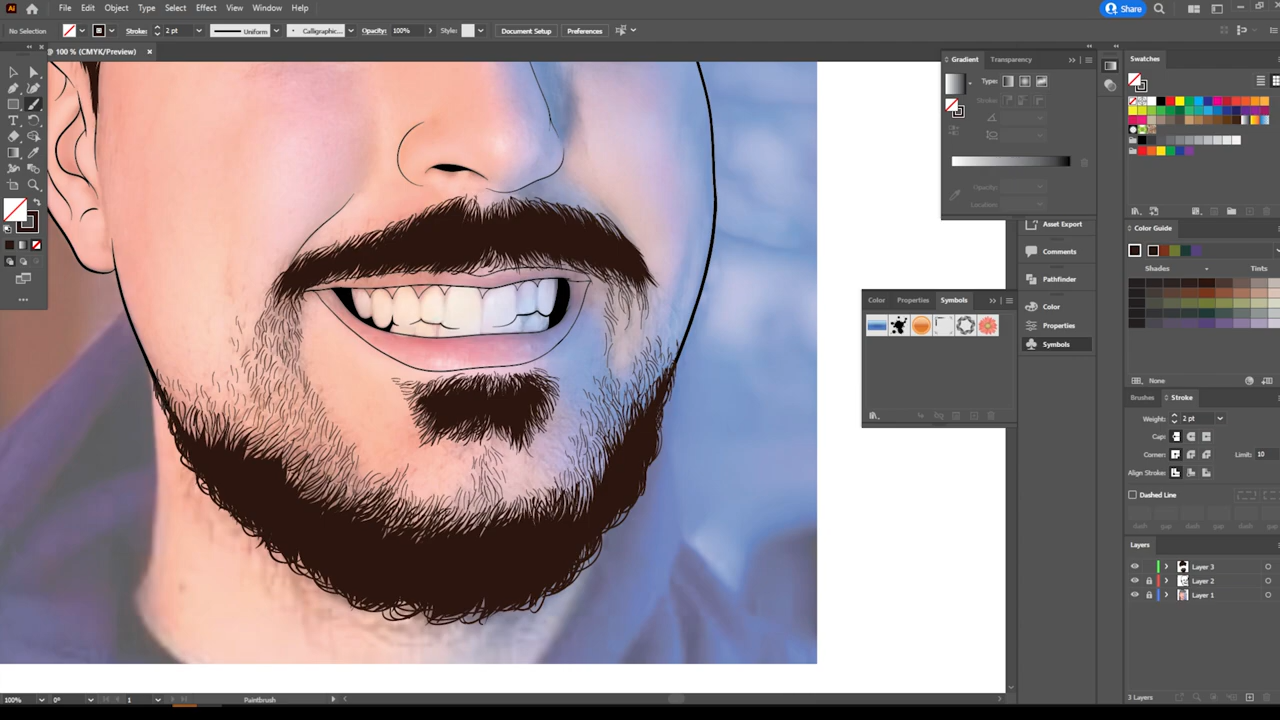 Ai File Edit Object Type Select Effect View Window Help Share
No Selection Stroke: 2 pt Uniform Calligraphic... Opacity: 100% Style: Document Setup Preferences
@ 100 % (CMYK/Preview)
Gradient Transparency
Type:
Stroke:
Opacity:
Location:
Swatches
Asset Export
Comments
Pathfinder
Color
Properties
Symbols
Color Properties Symbols
Color Guide
Shades Tints
None
Brushes Stroke
Weight: 2 pt
Cap:
Corner: Limit: 10
Align Stroke:
Dashed Line
dash gap dash gap dash gap
Layers
Layer 3
Layer 2
Layer 1
3 Layers
100% 0° 1 Paintbrush